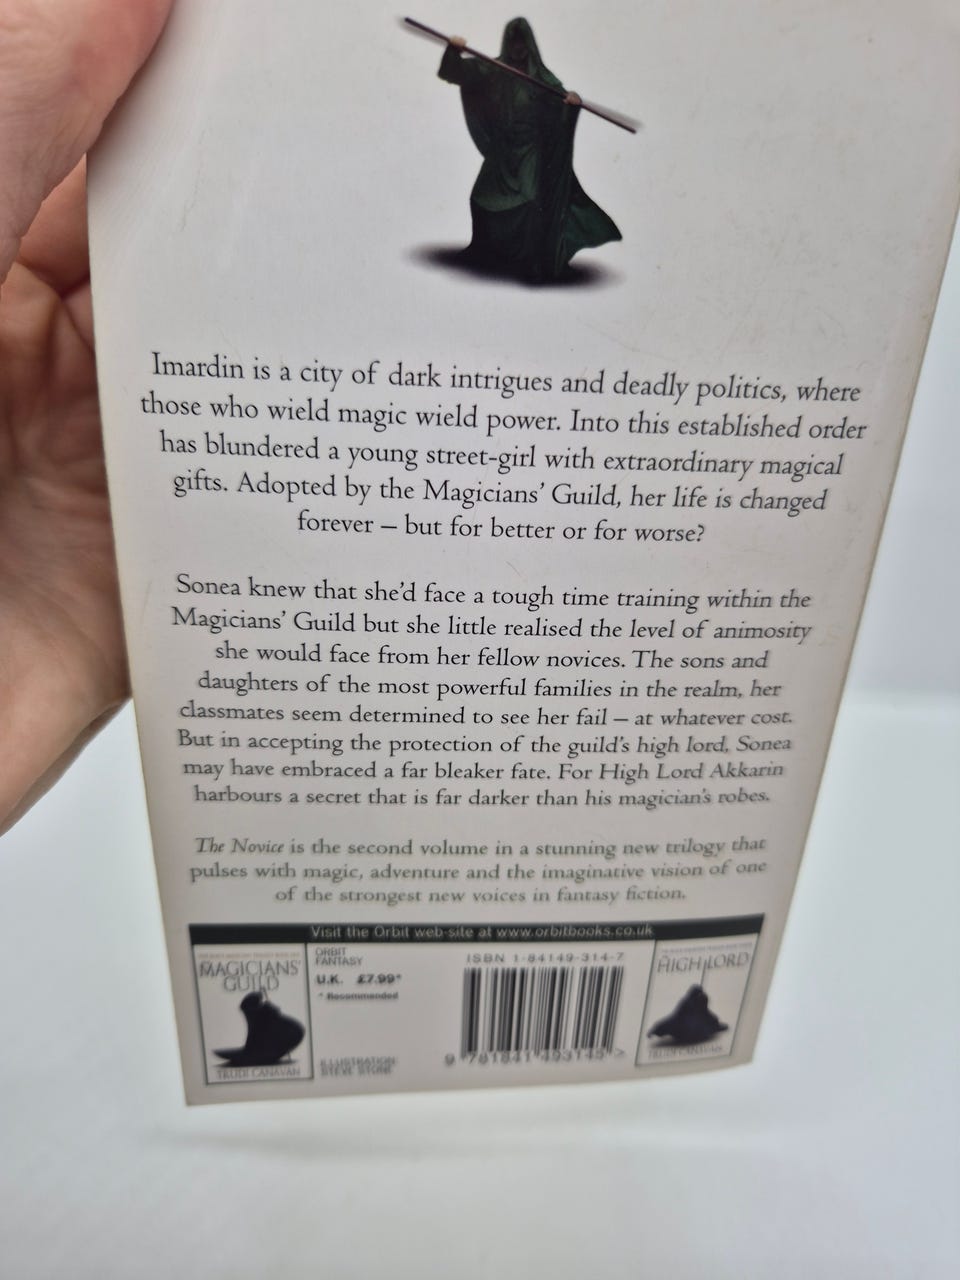 Imardin is a city of dark intrigues and deadly politics, where
those who wield magic wield power. Into this established order
has blundered a young street-girl with extraordinary magical
gifts. Adopted by the Magicians' Guild, her life is changed
forever – but for better or for worse?
Sonea knew that she'd face a tough time training within the
Magicians' Guild but she little realised the level of animosity
she would face from her fellow novices. The sons and
daughters of the most powerful families in the realm, her
classmates seem determined to see her fail – at whatever cost.
But in accepting the protection of the guild's high lord, Sonea
may have embraced a far bleaker fate. For High Lord Akkarin
harbours a secret that is far darker than his magician's robes.
The Novice is the second volume in a stunning new trilogy that
pulses with magic, adventure and the imaginative vision of one
of the strongest new voices in fantasy fiction.
Visit the Orbit web-site at www.orbitbooks.co.uk
MAGICIANS'
GUILD
TRUDI CANAVAN
ORBIT
FANTASY
U.K. £7.99*
* Recommended
ILLUSTRATION:
STEVE STONE
ISBN 1-84149-314-7
9 781841 493145 >
HIGH LORD
TRUDI CANAVAN